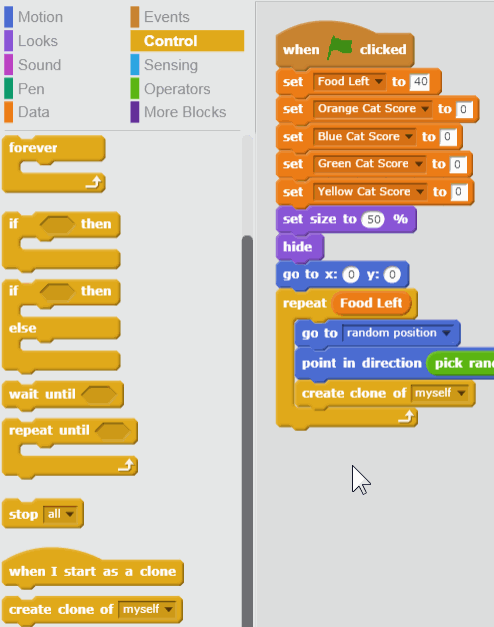 Motion Events
Looks Control
Sound Sensing
Pen Operators
Data More Blocks
forever
if then
if then
else
wait until
repeat until
stop all
when I start as a clone
create clone of myself
when clicked
set Food Left to 40
set Orange Cat Score to 0
set Blue Cat Score to 0
set Green Cat Score to 0
set Yellow Cat Score to 0
set size to 50 %
hide
go to x: 0 y: 0
repeat Food Left
go to random position
point in direction pick
create clone of myself